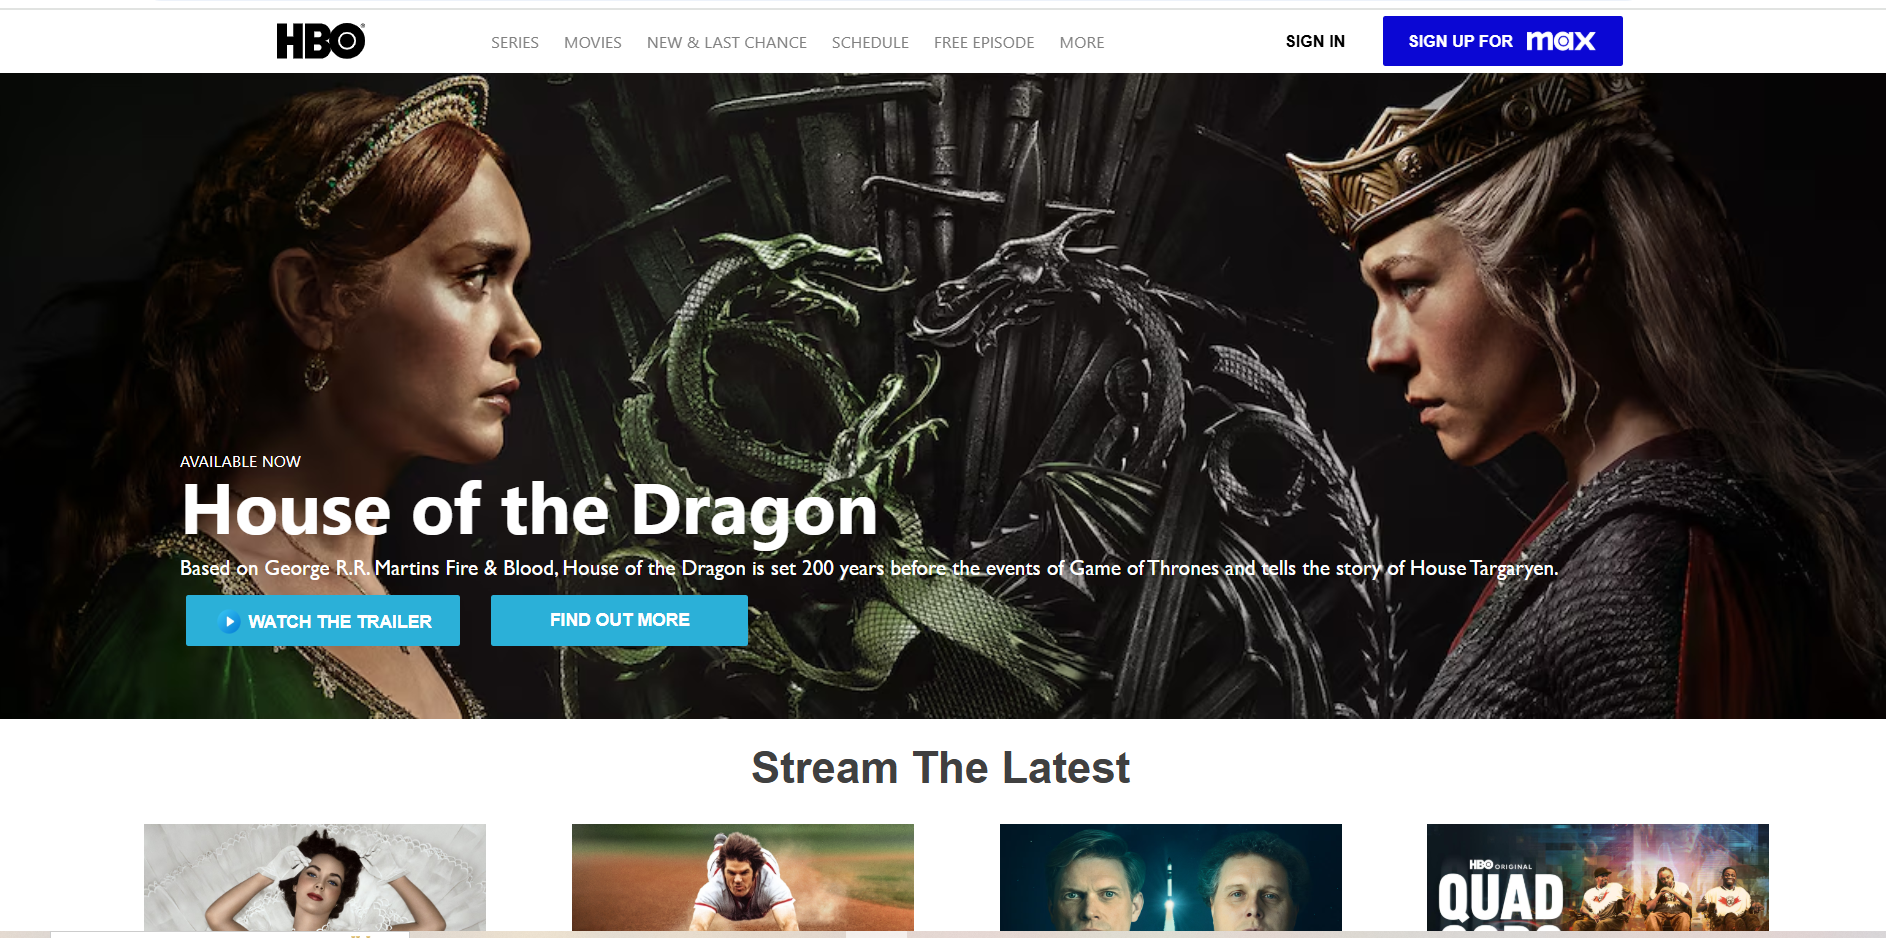 HBO®
SERIES MOVIES NEW & LAST CHANCE SCHEDULE FREE EPISODE MORE
SIGN IN
SIGN UP FOR max
AVAILABLE NOW
House of the Dragon
Based on George R.R. Martins Fire & Blood, House of the Dragon is set 200 years before the events of Game of Thrones and tells the story of House Targaryen.
WATCH THE TRAILER
FIND OUT MORE
Stream The Latest
HBO ORIGINAL
QUAD